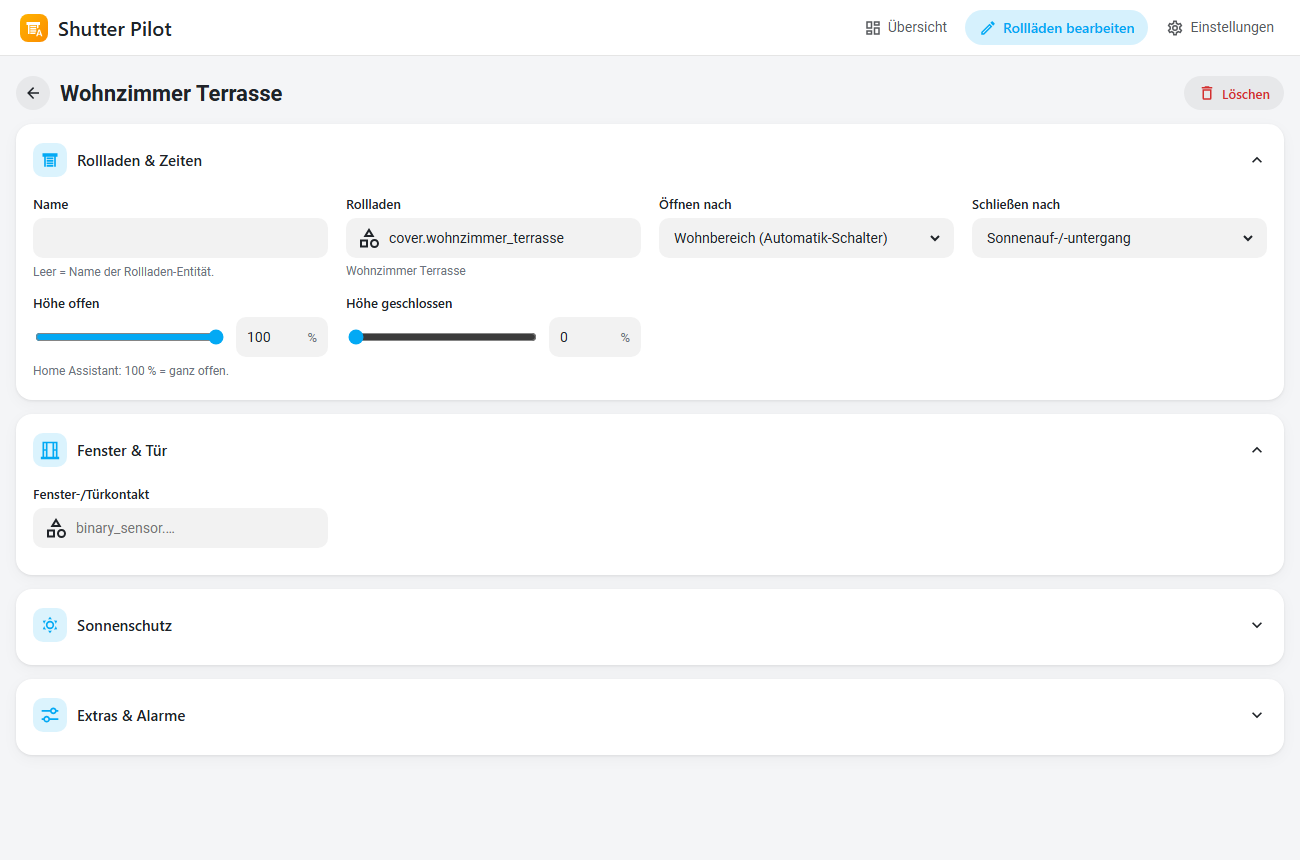 Shutter Pilot
Übersicht
Rollläden bearbeiten
Einstellungen
Wohnzimmer Terrasse
Löschen
Rollladen & Zeiten
Name
Rollladen
Öffnen nach
Schließen nach
cover.wohnzimmer_terrasse
Wohnbereich (Automatik-Schalter)
Sonnenauf-/-untergang
Leer = Name der Rollladen-Entität.
Wohnzimmer Terrasse
Höhe offen
Höhe geschlossen
100 %
0 %
Home Assistant: 100 % = ganz offen.
Fenster & Tür
Fenster-/Türkontakt
binary_sensor.…
Sonnenschutz
Extras & Alarme